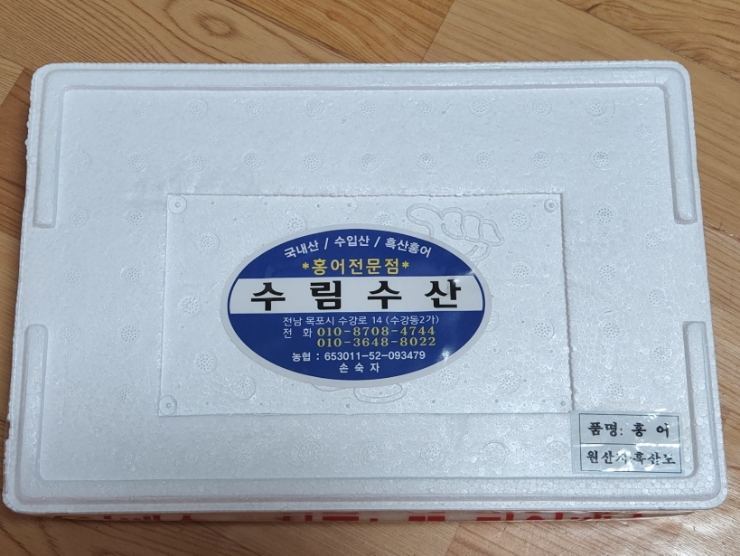 국내산 / 수입산 / 흑산홍어
*홍어전문점*
수림수산
전남 목포시 수강로 14 (수강동2가)
전 화 010-8708-4744
010-3648-8022
농협 : 653011-52-093479
손숙자
품명: 홍어
원산지 흑산도